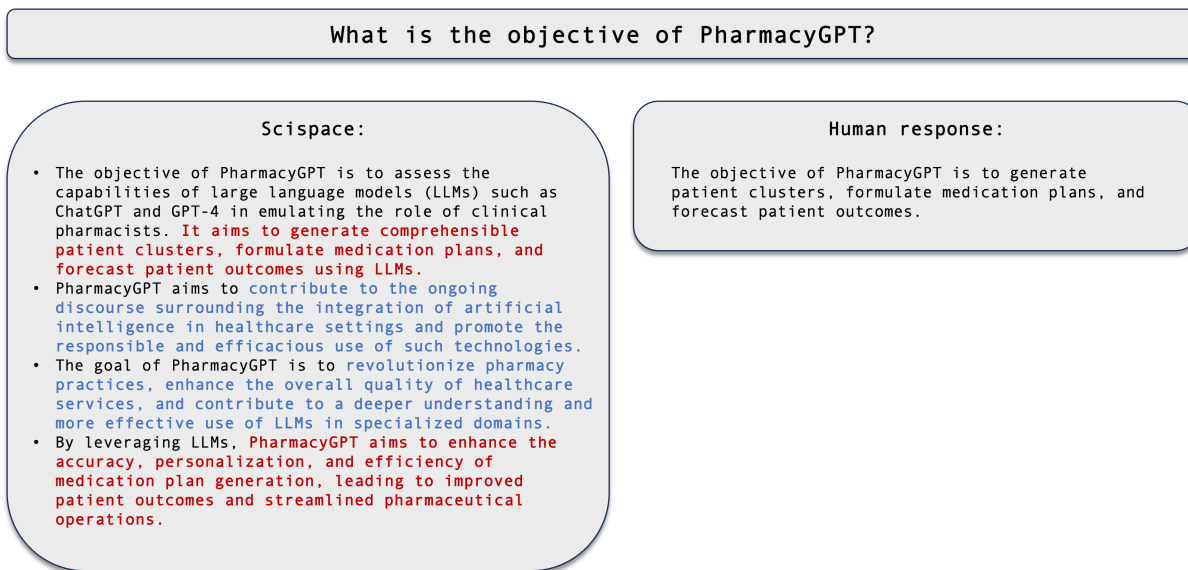 What is the objective of PharmacyGPT?
Scispace:
• The objective of PharmacyGPT is to assess the
capabilities of large language models (LLMs) such as
ChatGPT and GPT-4 in emulating the role of clinical
pharmacists. It aims to generate comprehensible
patient clusters, formulate medication plans, and
forecast patient outcomes using LLMs.
• PharmacyGPT aims to contribute to the ongoing
discourse surrounding the integration of artificial
intelligence in healthcare settings and promote the
responsible and efficacious use of such technologies.
• The goal of PharmacyGPT is to revolutionize pharmacy
practices, enhance the overall quality of healthcare
services, and contribute to a deeper understanding and
more effective use of LLMs in specialized domains.
• By leveraging LLMs, PharmacyGPT aims to enhance the
accuracy, personalization, and efficiency of
medication plan generation, leading to improved
patient outcomes and streamlined pharmaceutical
operations.
Human response:
The objective of PharmacyGPT is to generate
patient clusters, formulate medication plans, and
forecast patient outcomes.